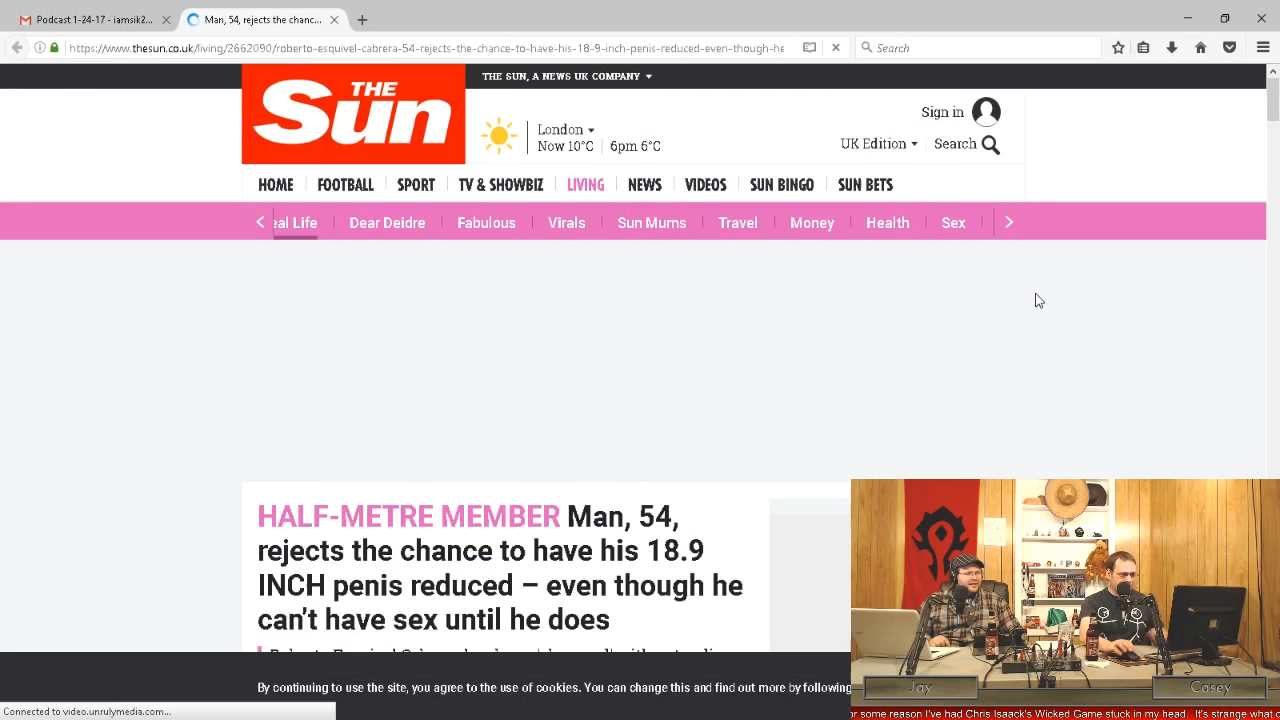 Podcast 1-24-17 - iamsik2...
Man, 54, rejects the chanc...
https://www.thesun.co.uk/living/2662090/roberto-esquivel-cabrera-54-rejects-the-chance-to-have-his-18-9-inch-penis-reduced-even-though-he
Search
THE SUN, A NEWS UK COMPANY
THE
Sun
London
Now 10°C
6pm 6°C
Sign in
UK Edition
Search
HOME FOOTBALL SPORT TV & SHOWBIZ LIVING NEWS VIDEOS SUN BINGO SUN BETS
eal Life Dear Deidre Fabulous Virals Sun Mums Travel Money Health Sex
HALF-METRE MEMBER Man, 54,
rejects the chance to have his 18.9
INCH penis reduced – even though he
can't have sex until he does
By continuing to use the site, you agree to the use of cookies. You can change this and find out more by following
Connected to video.unrulymedia.com...
Jay
Casey
or some reason I've had Chris Isaack's Wicked Game stuck in my head. It's strange what